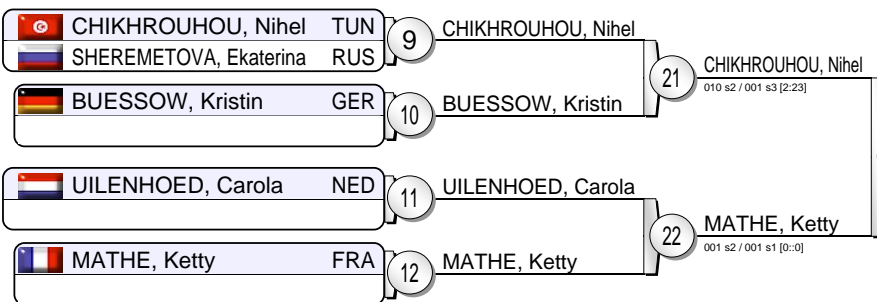 CHIKHROUHOU, Nihel TUN
SHEREMETOVA, Ekaterina RUS
9
CHIKHROUHOU, Nihel
BUESSOW, Kristin GER
10
BUESSOW, Kristin
21
CHIKHROUHOU, Nihel
010 s2 / 001 s3 [2:23]
UILENHOED, Carola NED
11
UILENHOED, Carola
MATHE, Ketty FRA
12
MATHE, Ketty
22
MATHE, Ketty
001 s2 / 001 s1 [0::0]